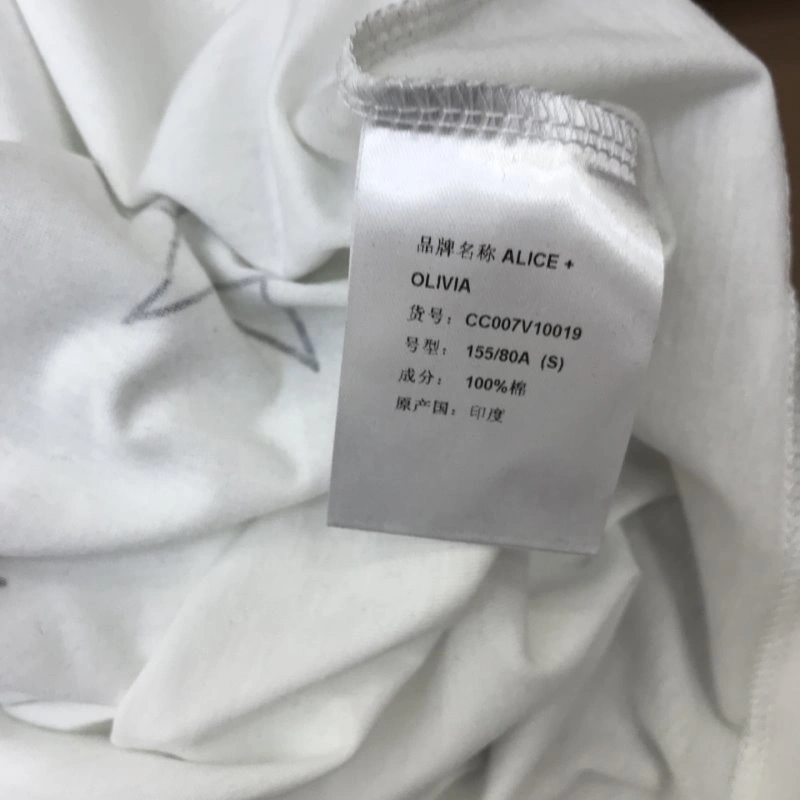 品牌名称 ALICE +
OLIVIA
货号：CC007V10019
号型：155/80A (S)
成分：100%棉
原产国：印度